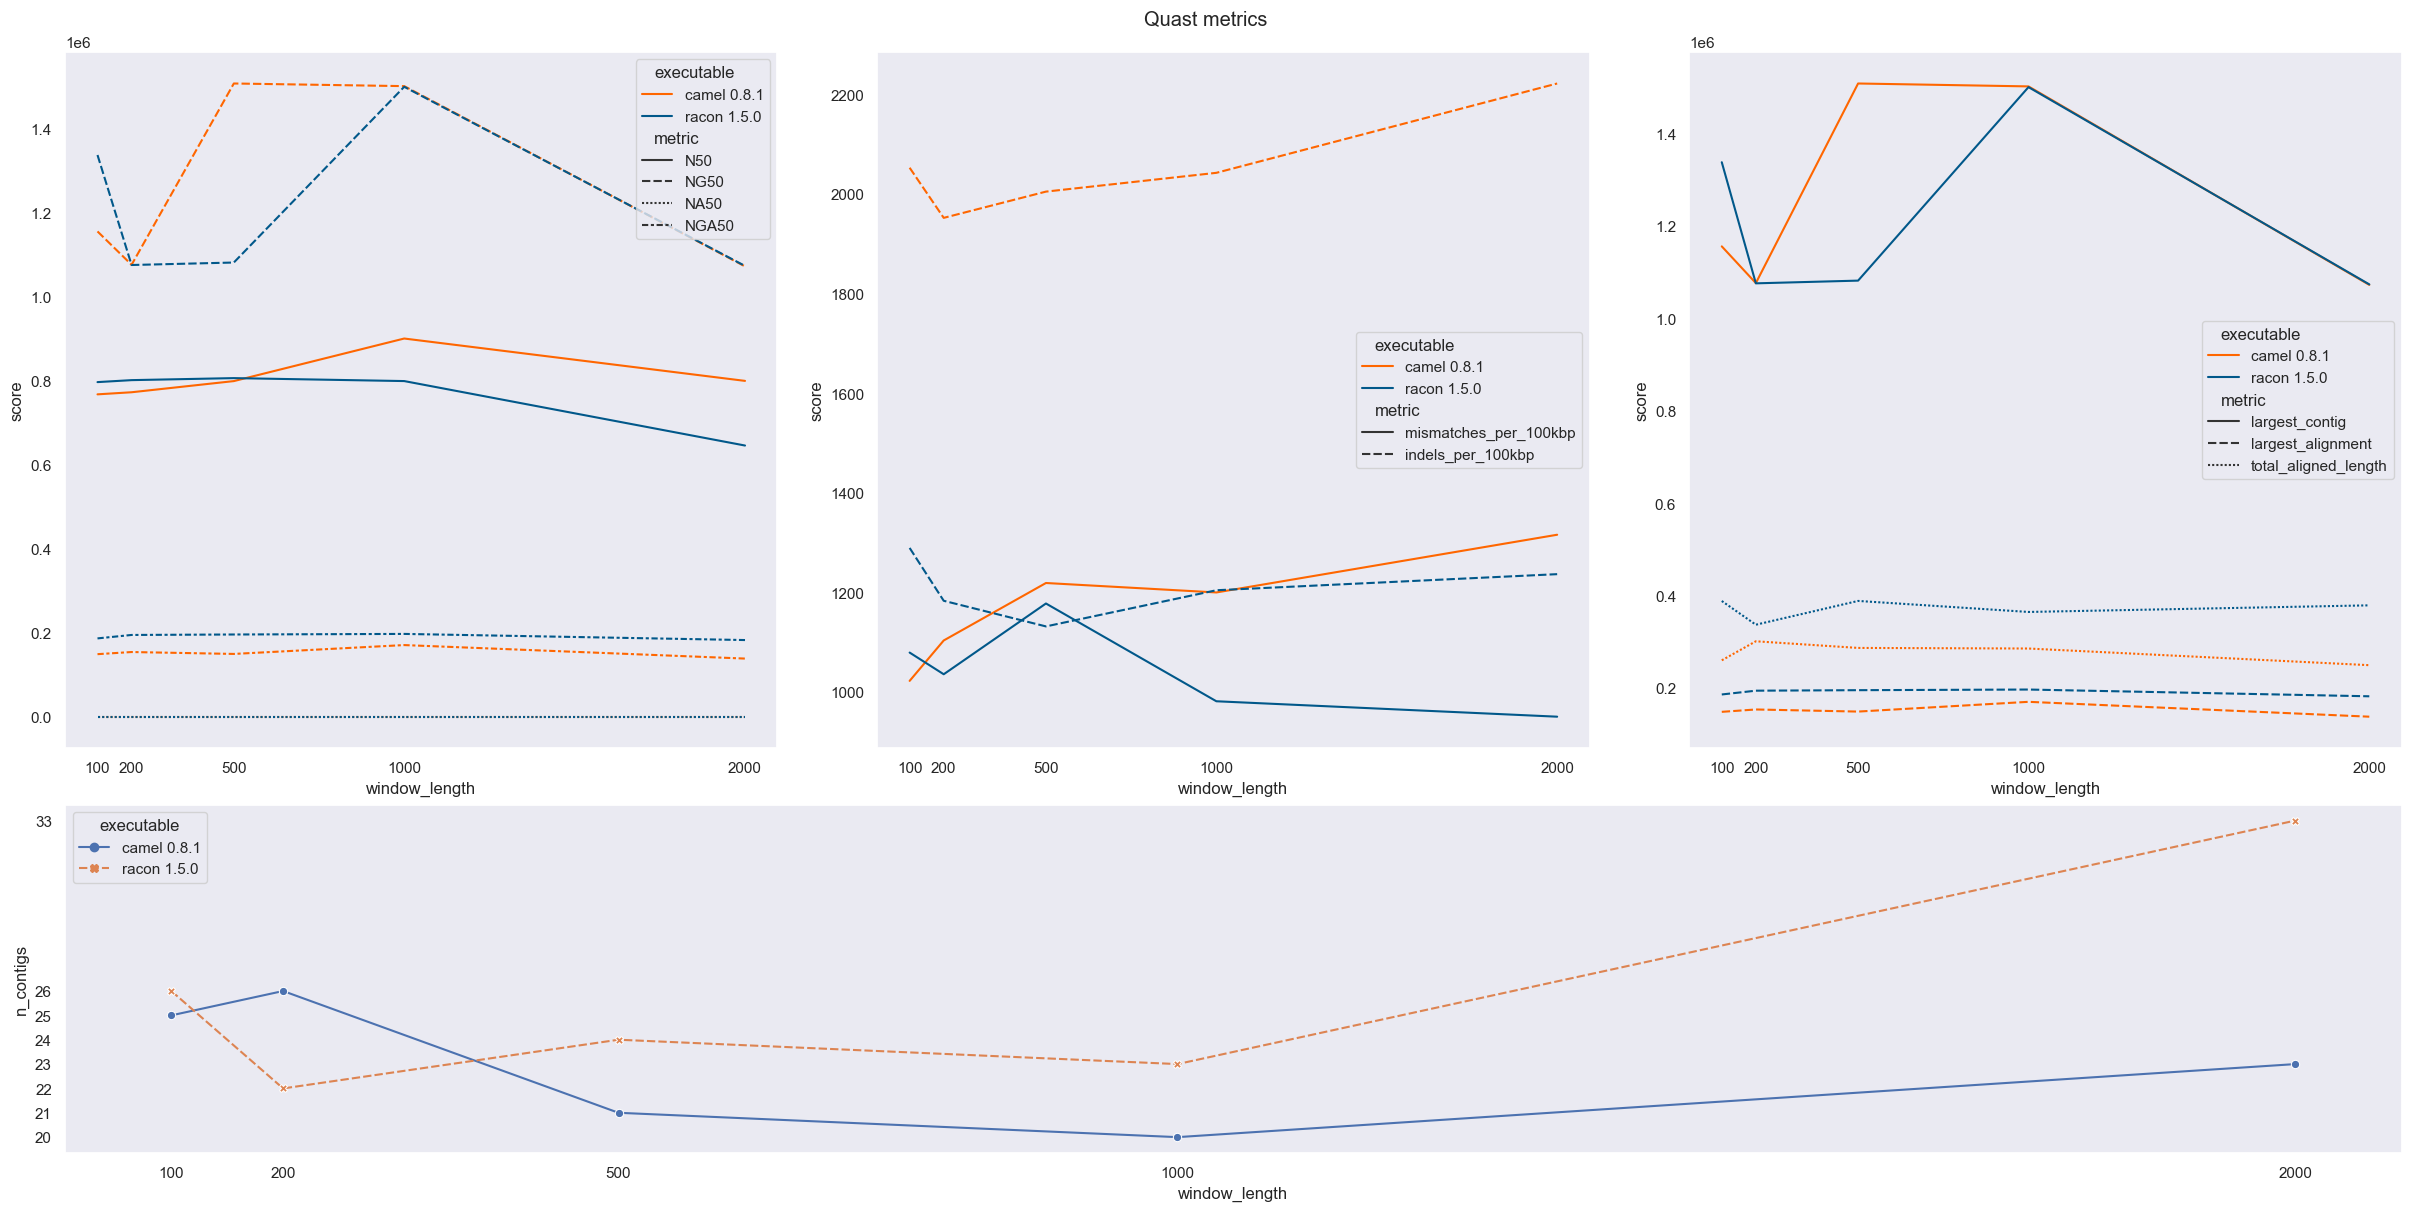 Quast metrics
1e6
score
1.4
1.2
1.0
0.8
0.6
0.4
0.2
0.0
100 200 500 1000 2000
window_length
executable
camel 0.8.1
racon 1.5.0
metric
N50
NG50
NA50
NGA50
score
2200
2000
1800
1600
1400
1200
1000
100 200 500 1000 2000
window_length
executable
camel 0.8.1
racon 1.5.0
metric
mismatches_per_100kbp
indels_per_100kbp
1e6
score
1.4
1.2
1.0
0.8
0.6
0.4
0.2
100 200 500 1000 2000
window_length
executable
camel 0.8.1
racon 1.5.0
metric
largest_contig
largest_alignment
total_aligned_length
n_contigs
33
26
25
24
23
22
21
20
executable
camel 0.8.1
racon 1.5.0
100 200 500 1000 2000
window_length